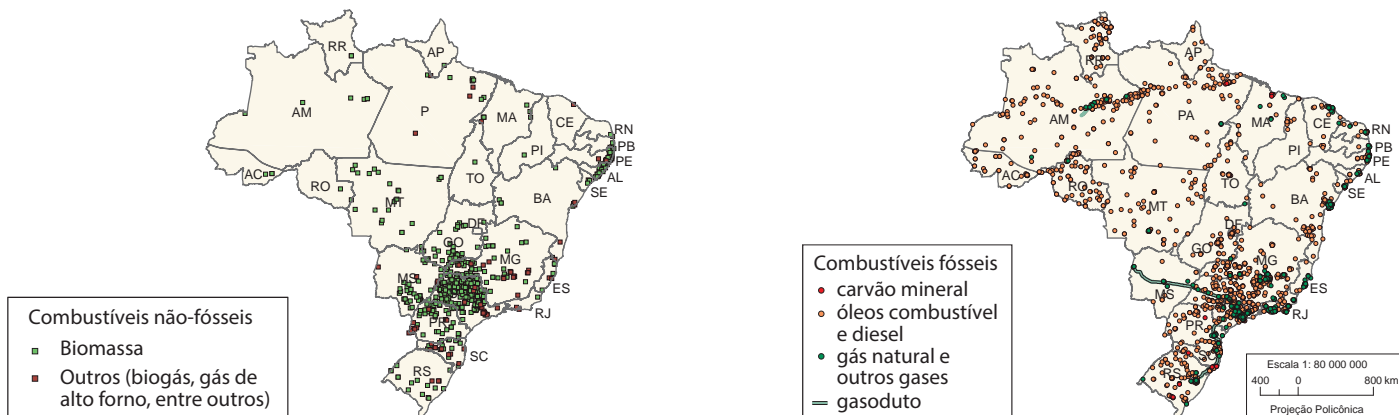 RR
AP
AM
P
MA
CE
RN
PB
PE
AL
SE
PI
AC
RO
TO
BA
MT
DF
GO
MG
MS
ES
RJ
PR
SC
RS
Combustíveis não-fósseis
Biomassa
Outros (biogás, gás de
alto forno, entre outros)
RR
AP
AM
PA
MA
CE
RN
PB
PE
AL
SE
PI
AC
RO
TO
BA
MT
DF
GO
MG
MS
ES
RJ
PR
SC
RS
Combustíveis fósseis
carvão mineral
óleos combustível
e diesel
gás natural e
outros gases
gasoduto
Escala 1: 80 000 000
400 0 800 km
Projeção Policônica